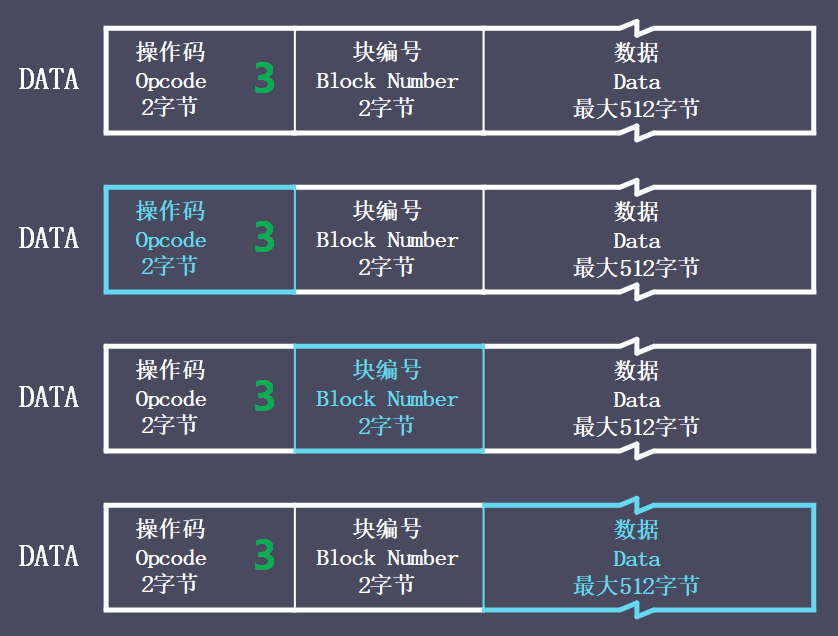 DATA
操作码
Opcode
2字节
3
块编号
Block Number
2字节
数据
Data
最大512字节
DATA
操作码
Opcode
2字节
3
块编号
Block Number
2字节
数据
Data
最大512字节
DATA
操作码
Opcode
2字节
3
块编号
Block Number
2字节
数据
Data
最大512字节
DATA
操作码
Opcode
2字节
3
块编号
Block Number
2字节
数据
Data
最大512字节